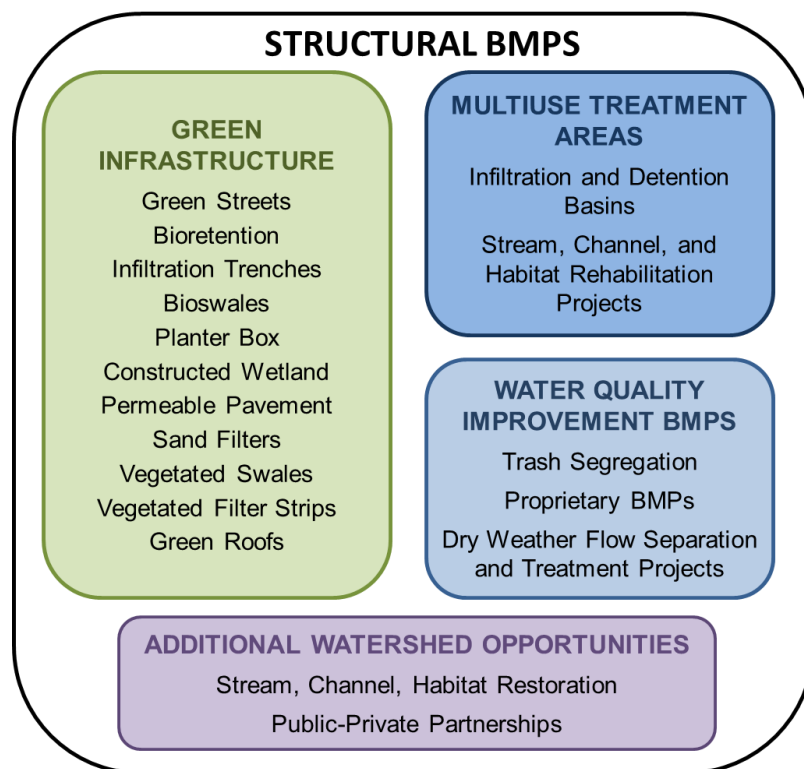 STRUCTURAL BMPS
GREEN
INFRASTRUCTURE
Green Streets
Bioretention
Infiltration Trenches
Bioswales
Planter Box
Constructed Wetland
Permeable Pavement
Sand Filters
Vegetated Swales
Vegetated Filter Strips
Green Roofs
MULTIUSE TREATMENT
AREAS
Infiltration and Detention
Basins
Stream, Channel, and
Habitat Rehabilitation
Projects
WATER QUALITY
IMPROVEMENT BMPS
Trash Segregation
Proprietary BMPs
Dry Weather Flow Separation
and Treatment Projects
ADDITIONAL WATERSHED OPPORTUNITIES
Stream, Channel, Habitat Restoration
Public-Private Partnerships